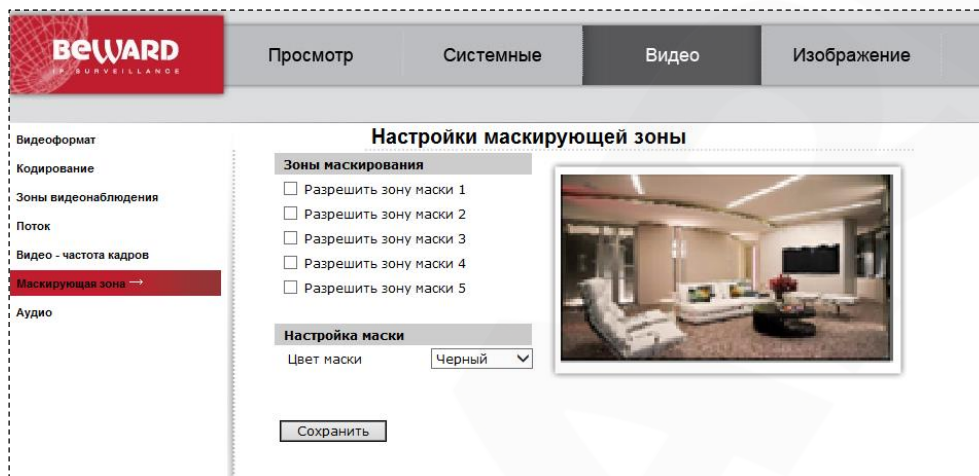 BEWARD
IP SURVEILLANCE
Просмотр
Системные
Видео
Изображение
Видеоформат
Кодирование
Зоны видеонаблюдения
Поток
Видео - частота кадров
Маскирующая зона →
Аудио
Настройки маскирующей зоны
Зоны маскирования
Разрешить зону маски 1
Разрешить зону маски 2
Разрешить зону маски 3
Разрешить зону маски 4
Разрешить зону маски 5
Настройка маски
Цвет маски Черный
Сохранить